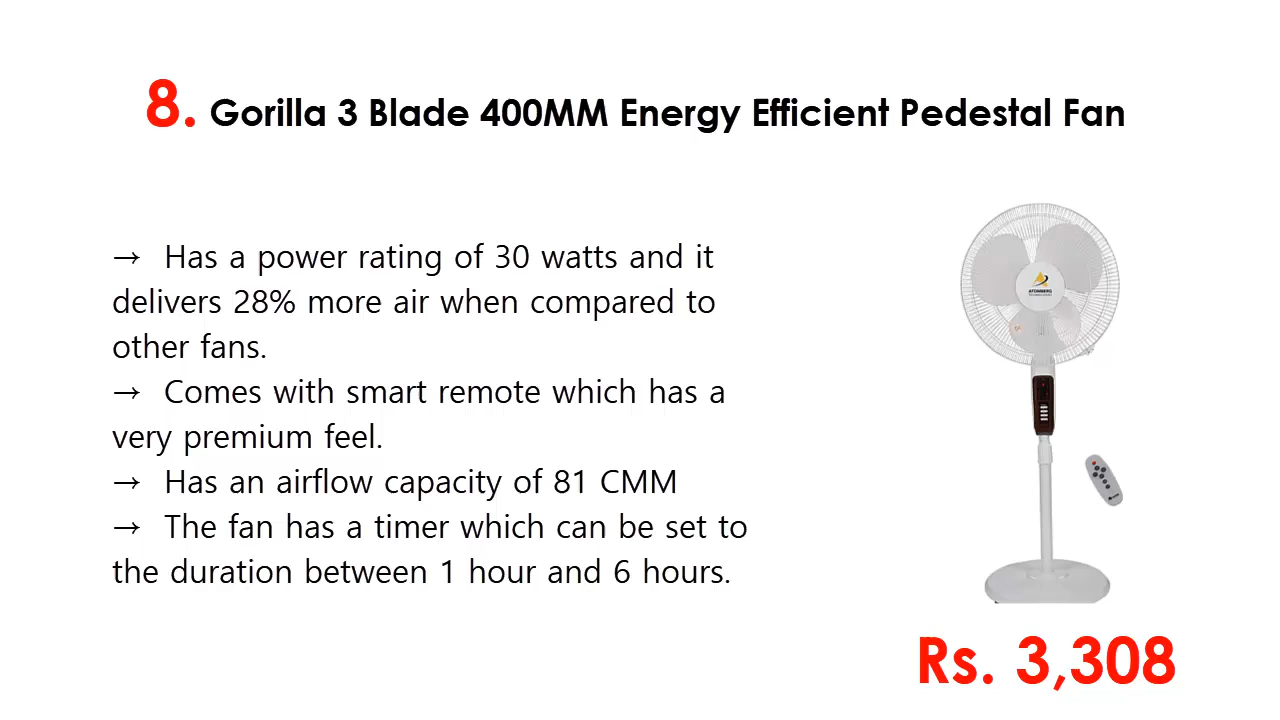 8. Gorilla 3 Blade 400MM Energy Efficient Pedestal Fan
→ Has a power rating of 30 watts and it
delivers 28% more air when compared to
other fans.
→ Comes with smart remote which has a
very premium feel.
→ Has an airflow capacity of 81 CMM
→ The fan has a timer which can be set to
the duration between 1 hour and 6 hours.
ATOMBERG
Rs. 3,308